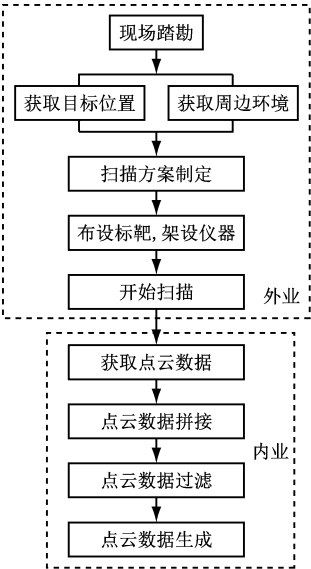 现场踏勘
获取目标位置
获取周边环境
扫描方案制定
布设标靶,架设仪器
开始扫描
外业
获取点云数据
点云数据拼接
内业
点云数据过滤
点云数据生成